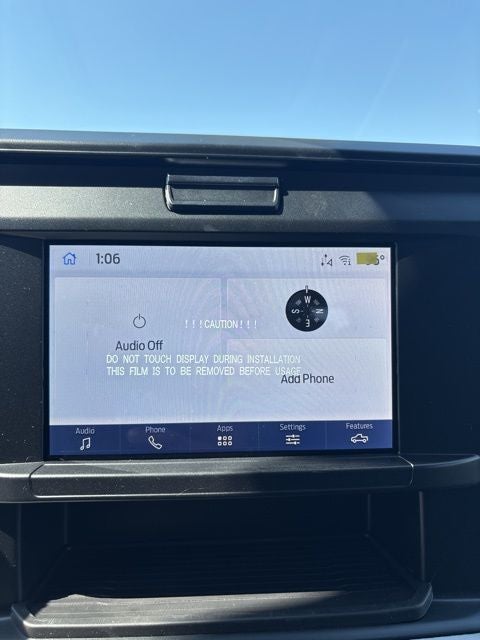 1:06
!!!CAUTION!!!
Audio Off
DO NOT TOUCH DISPLAY DURING INSTALLATION
THIS FILM IS TO BE REMOVED BEFORE USAGE
Add Phone
W
S N
E
Audio Phone Apps Settings Features